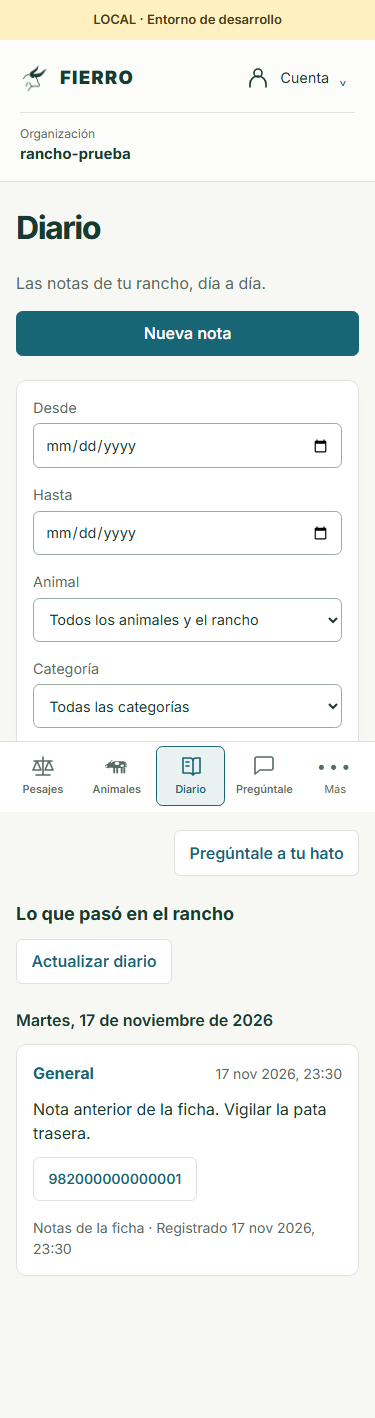 LOCAL · Entorno de desarrollo
FIERRO
Cuenta
Organización
rancho-prueba
Diario
Las notas de tu rancho, día a día.
Nueva nota
Desde
mm/dd/yyyy
Hasta
mm/dd/yyyy
Animal
Todos los animales y el rancho
Categoría
Todas las categorías
Pesajes
Animales
Diario
Pregúntale
Más
Pregúntale a tu hato
Lo que pasó en el rancho
Actualizar diario
Martes, 17 de noviembre de 2026
General
17 nov 2026, 23:30
Nota anterior de la ficha. Vigilar la pata
trasera.
982000000000001
Notas de la ficha · Registrado 17 nov 2026,
23:30